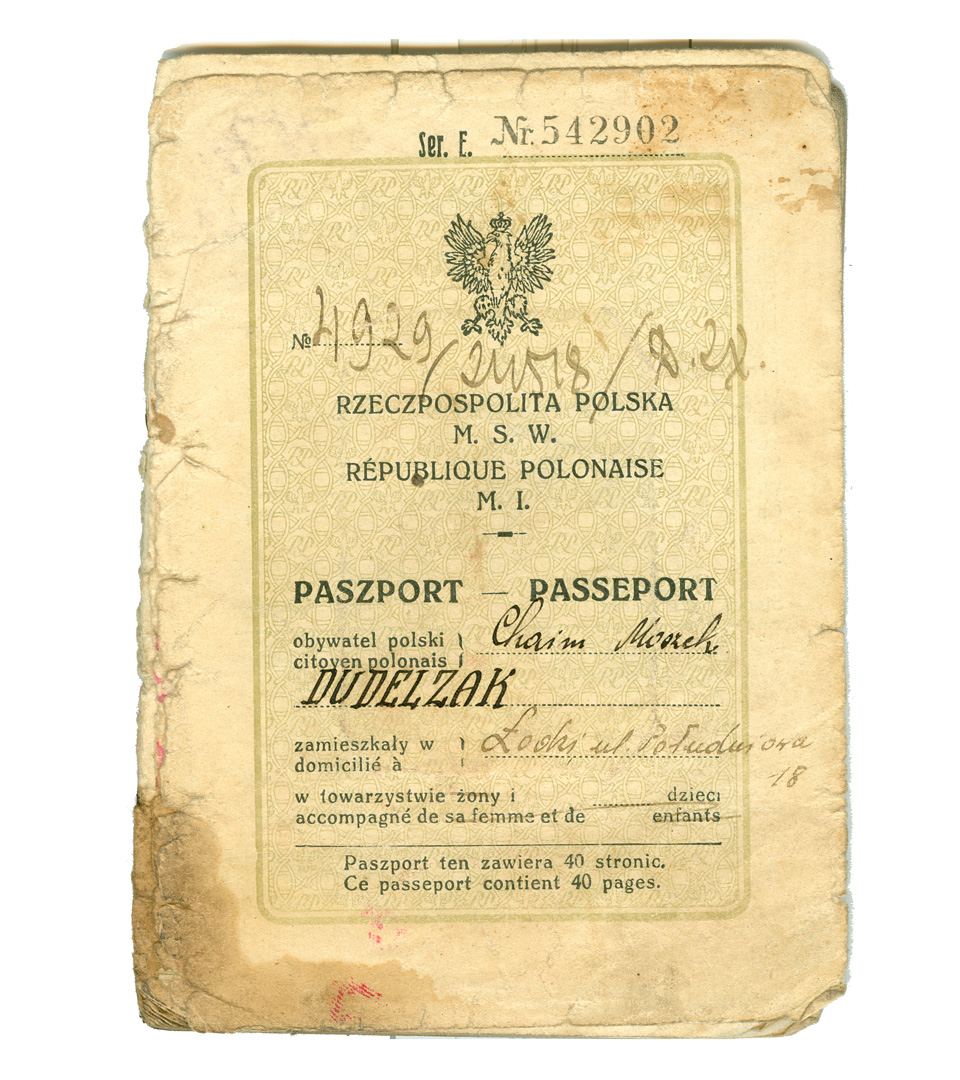 Ser. E. Nr. 542902
№ 4929/21518/D.2X.
RZECZPOSPOLITA POLSKA
M. S. W.
RÉPUBLIQUE POLONAISE
M. I.
PASZPORT — PASSEPORT
obywatel polski } Chaim Moszek
citoyen polonais
DUDELZAK
zamieszkały w } Łodzi ul. Południowa
domicilié à 18
w towarzystwie żony i dzieci
accompagné de sa femme et de enfants
Paszport ten zawiera 40 stronic.
Ce passeport contient 40 pages.